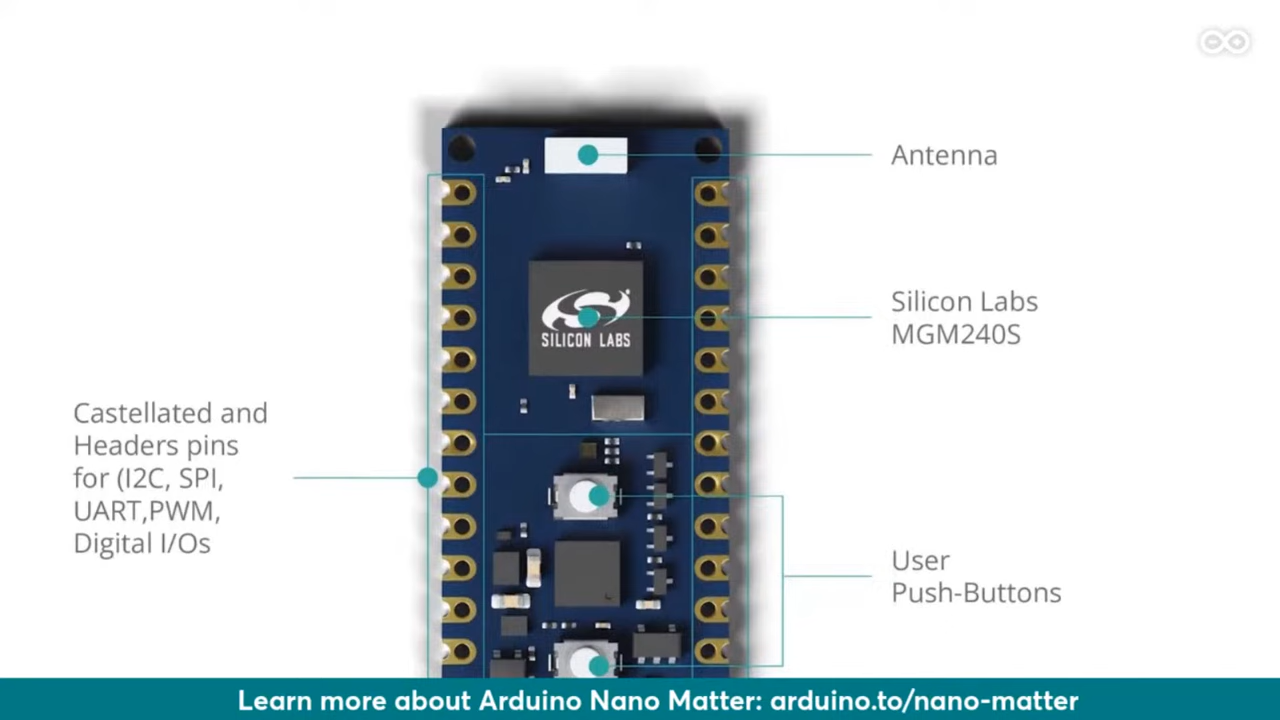 Antenna
SILICON LABS
Silicon Labs
MGM240S
Castellated and
Headers pins
for (I2C, SPI,
UART,PWM,
Digital I/Os
User
Push-Buttons
Learn more about Arduino Nano Matter: arduino.to/nano-matter